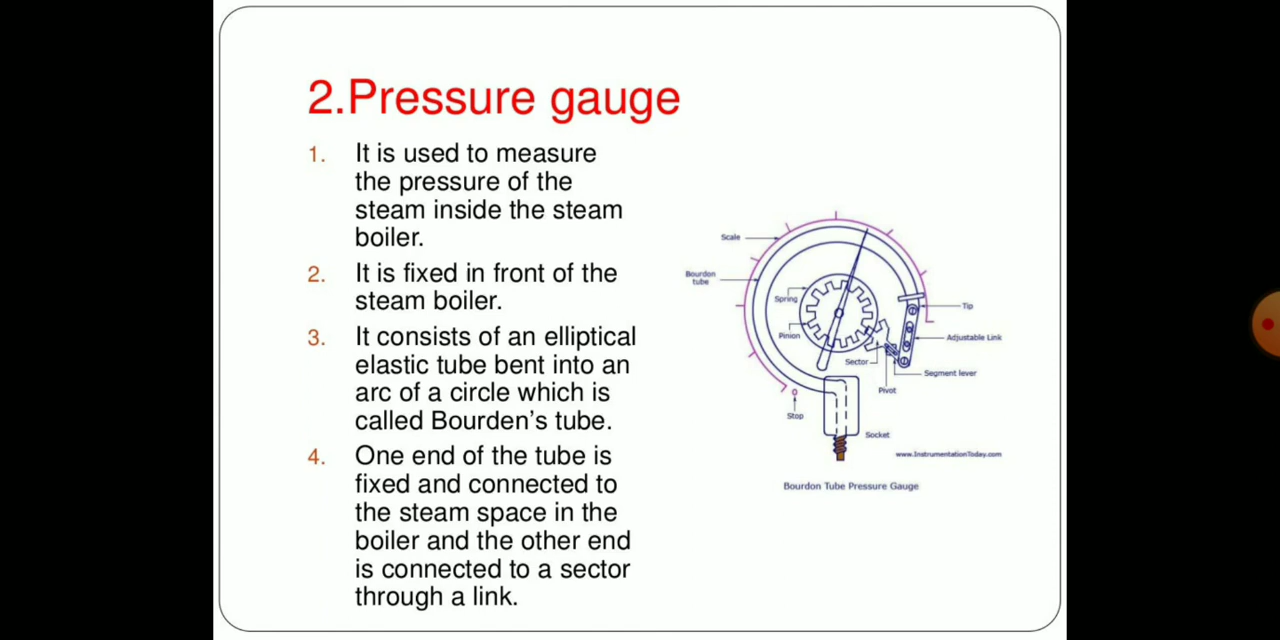 2.Pressure gauge
1. It is used to measure
the pressure of the
steam inside the steam
boiler.
2. It is fixed in front of the
steam boiler.
3. It consists of an elliptical
elastic tube bent into an
arc of a circle which is
called Bourden's tube.
4. One end of the tube is
fixed and connected to
the steam space in the
boiler and the other end
is connected to a sector
through a link.
Scale
Bourdon
tube
Spring
Pinion
Sector
Stop
Tip
Adjustable Link
Segment lever
Pivot
Socket
www.InstrumentationToday.com
Bourdon Tube Pressure Gauge